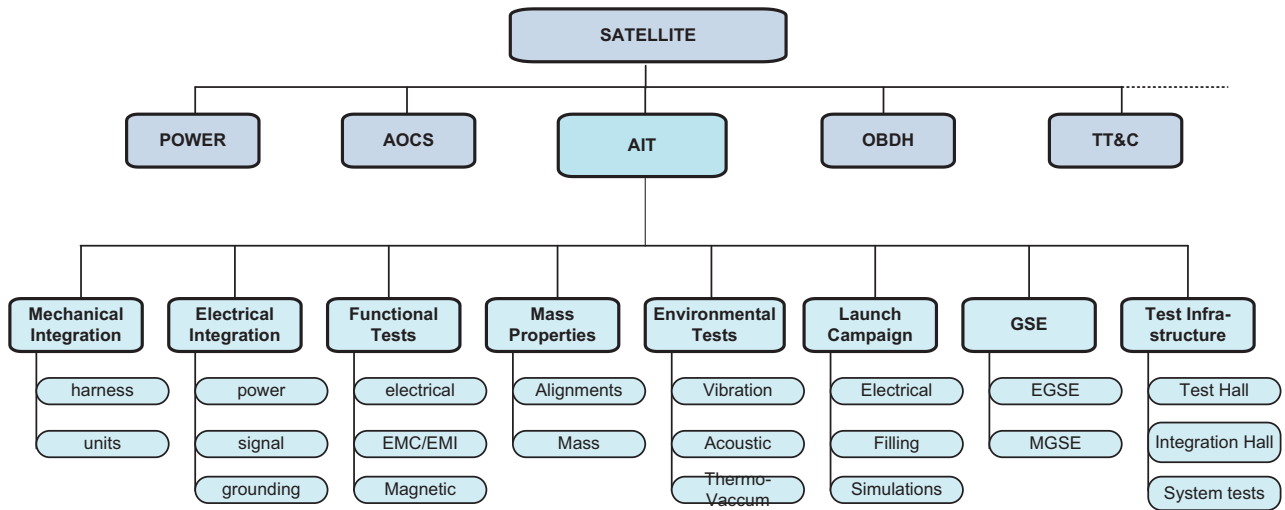 SATELLITE
POWER
AOCS
AIT
OBDH
TT&C
Mechanical
Integration
Electrical
Integration
Functional
Tests
Mass
Properties
Environmental
Tests
Launch
Campaign
GSE
Test Infra-
structure
harness
power
electrical
Alignments
Vibration
Electrical
EGSE
Test Hall
units
signal
EMC/EMI
Mass
Acoustic
Filling
MGSE
Integration Hall
grounding
Magnetic
Thermo-
Vaccum
Simulations
System tests